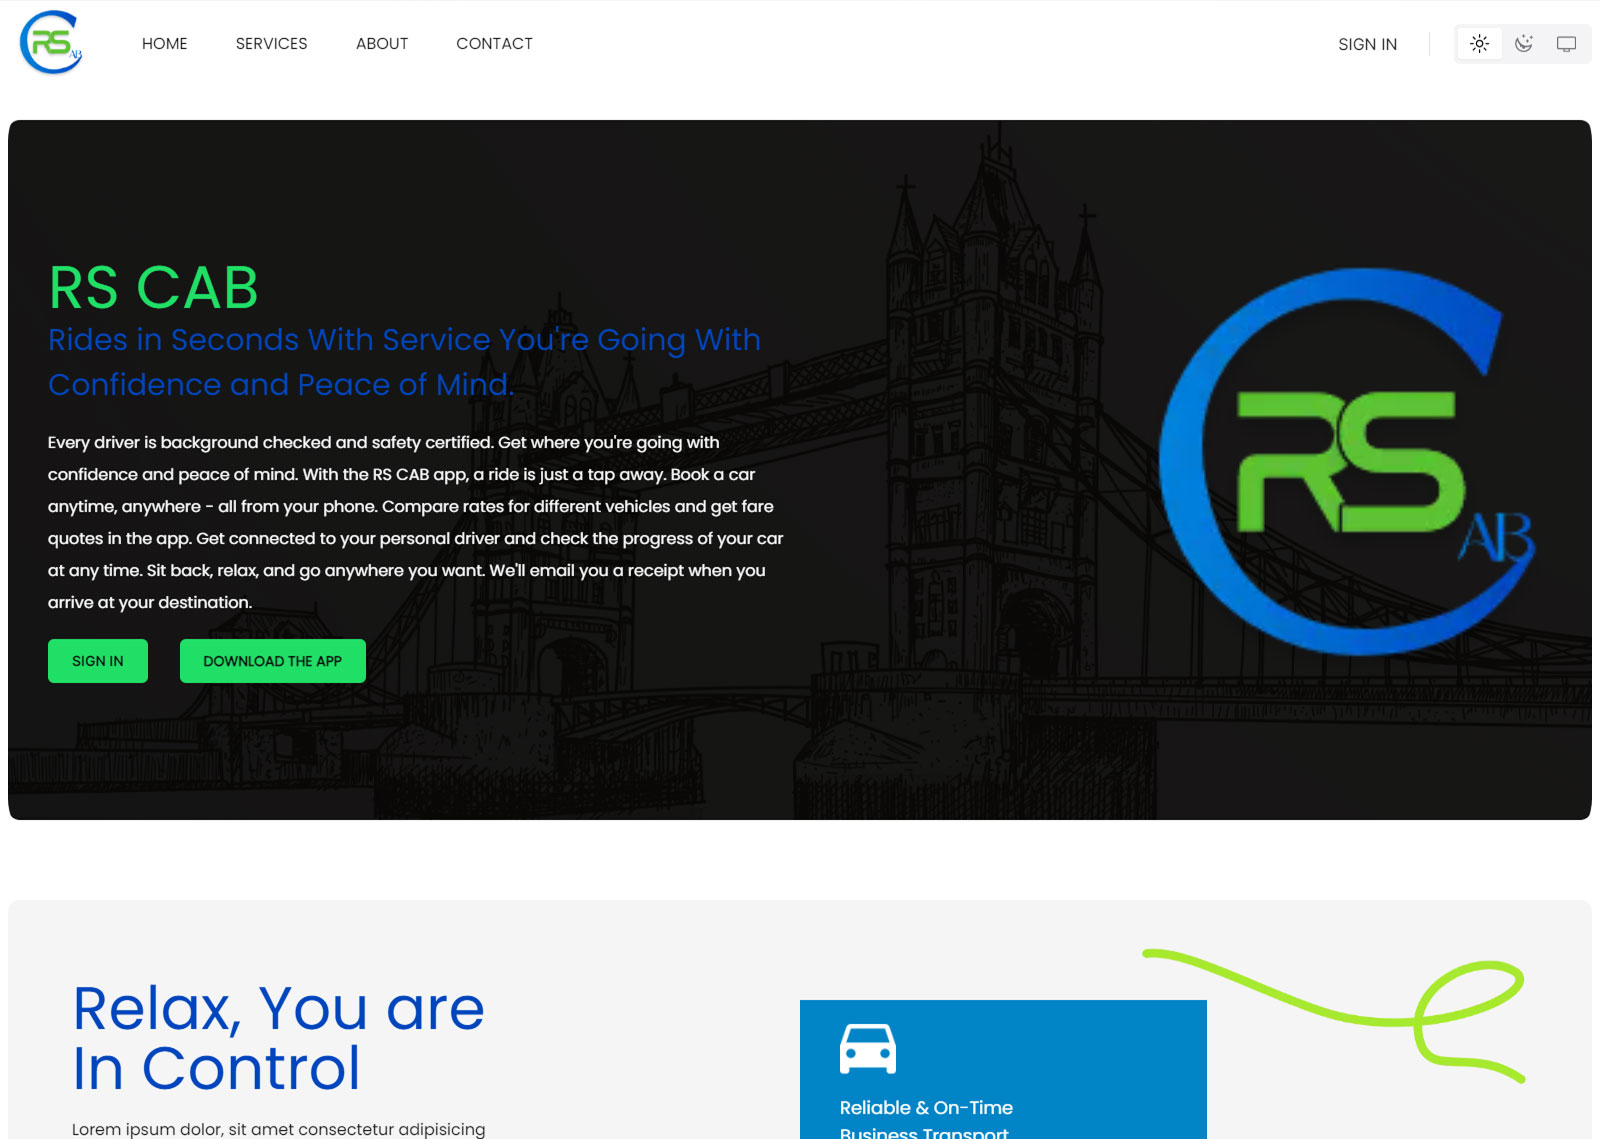 RS AB
HOME SERVICES ABOUT CONTACT SIGN IN
RS CAB
Rides in Seconds With Service You're Going With
Confidence and Peace of Mind.
Every driver is background checked and safety certified. Get where you're going with
confidence and peace of mind. With the RS CAB app, a ride is just a tap away. Book a car
anytime, anywhere - all from your phone. Compare rates for different vehicles and get fare
quotes in the app. Get connected to your personal driver and check the progress of your car
at any time. Sit back, relax, and go anywhere you want. We'll email you a receipt when you
arrive at your destination.
SIGN IN DOWNLOAD THE APP
RS
AB
Relax, You are
In Control
Lorem ipsum dolor, sit amet consectetur adipisicing
Reliable & On-Time
Business Transport